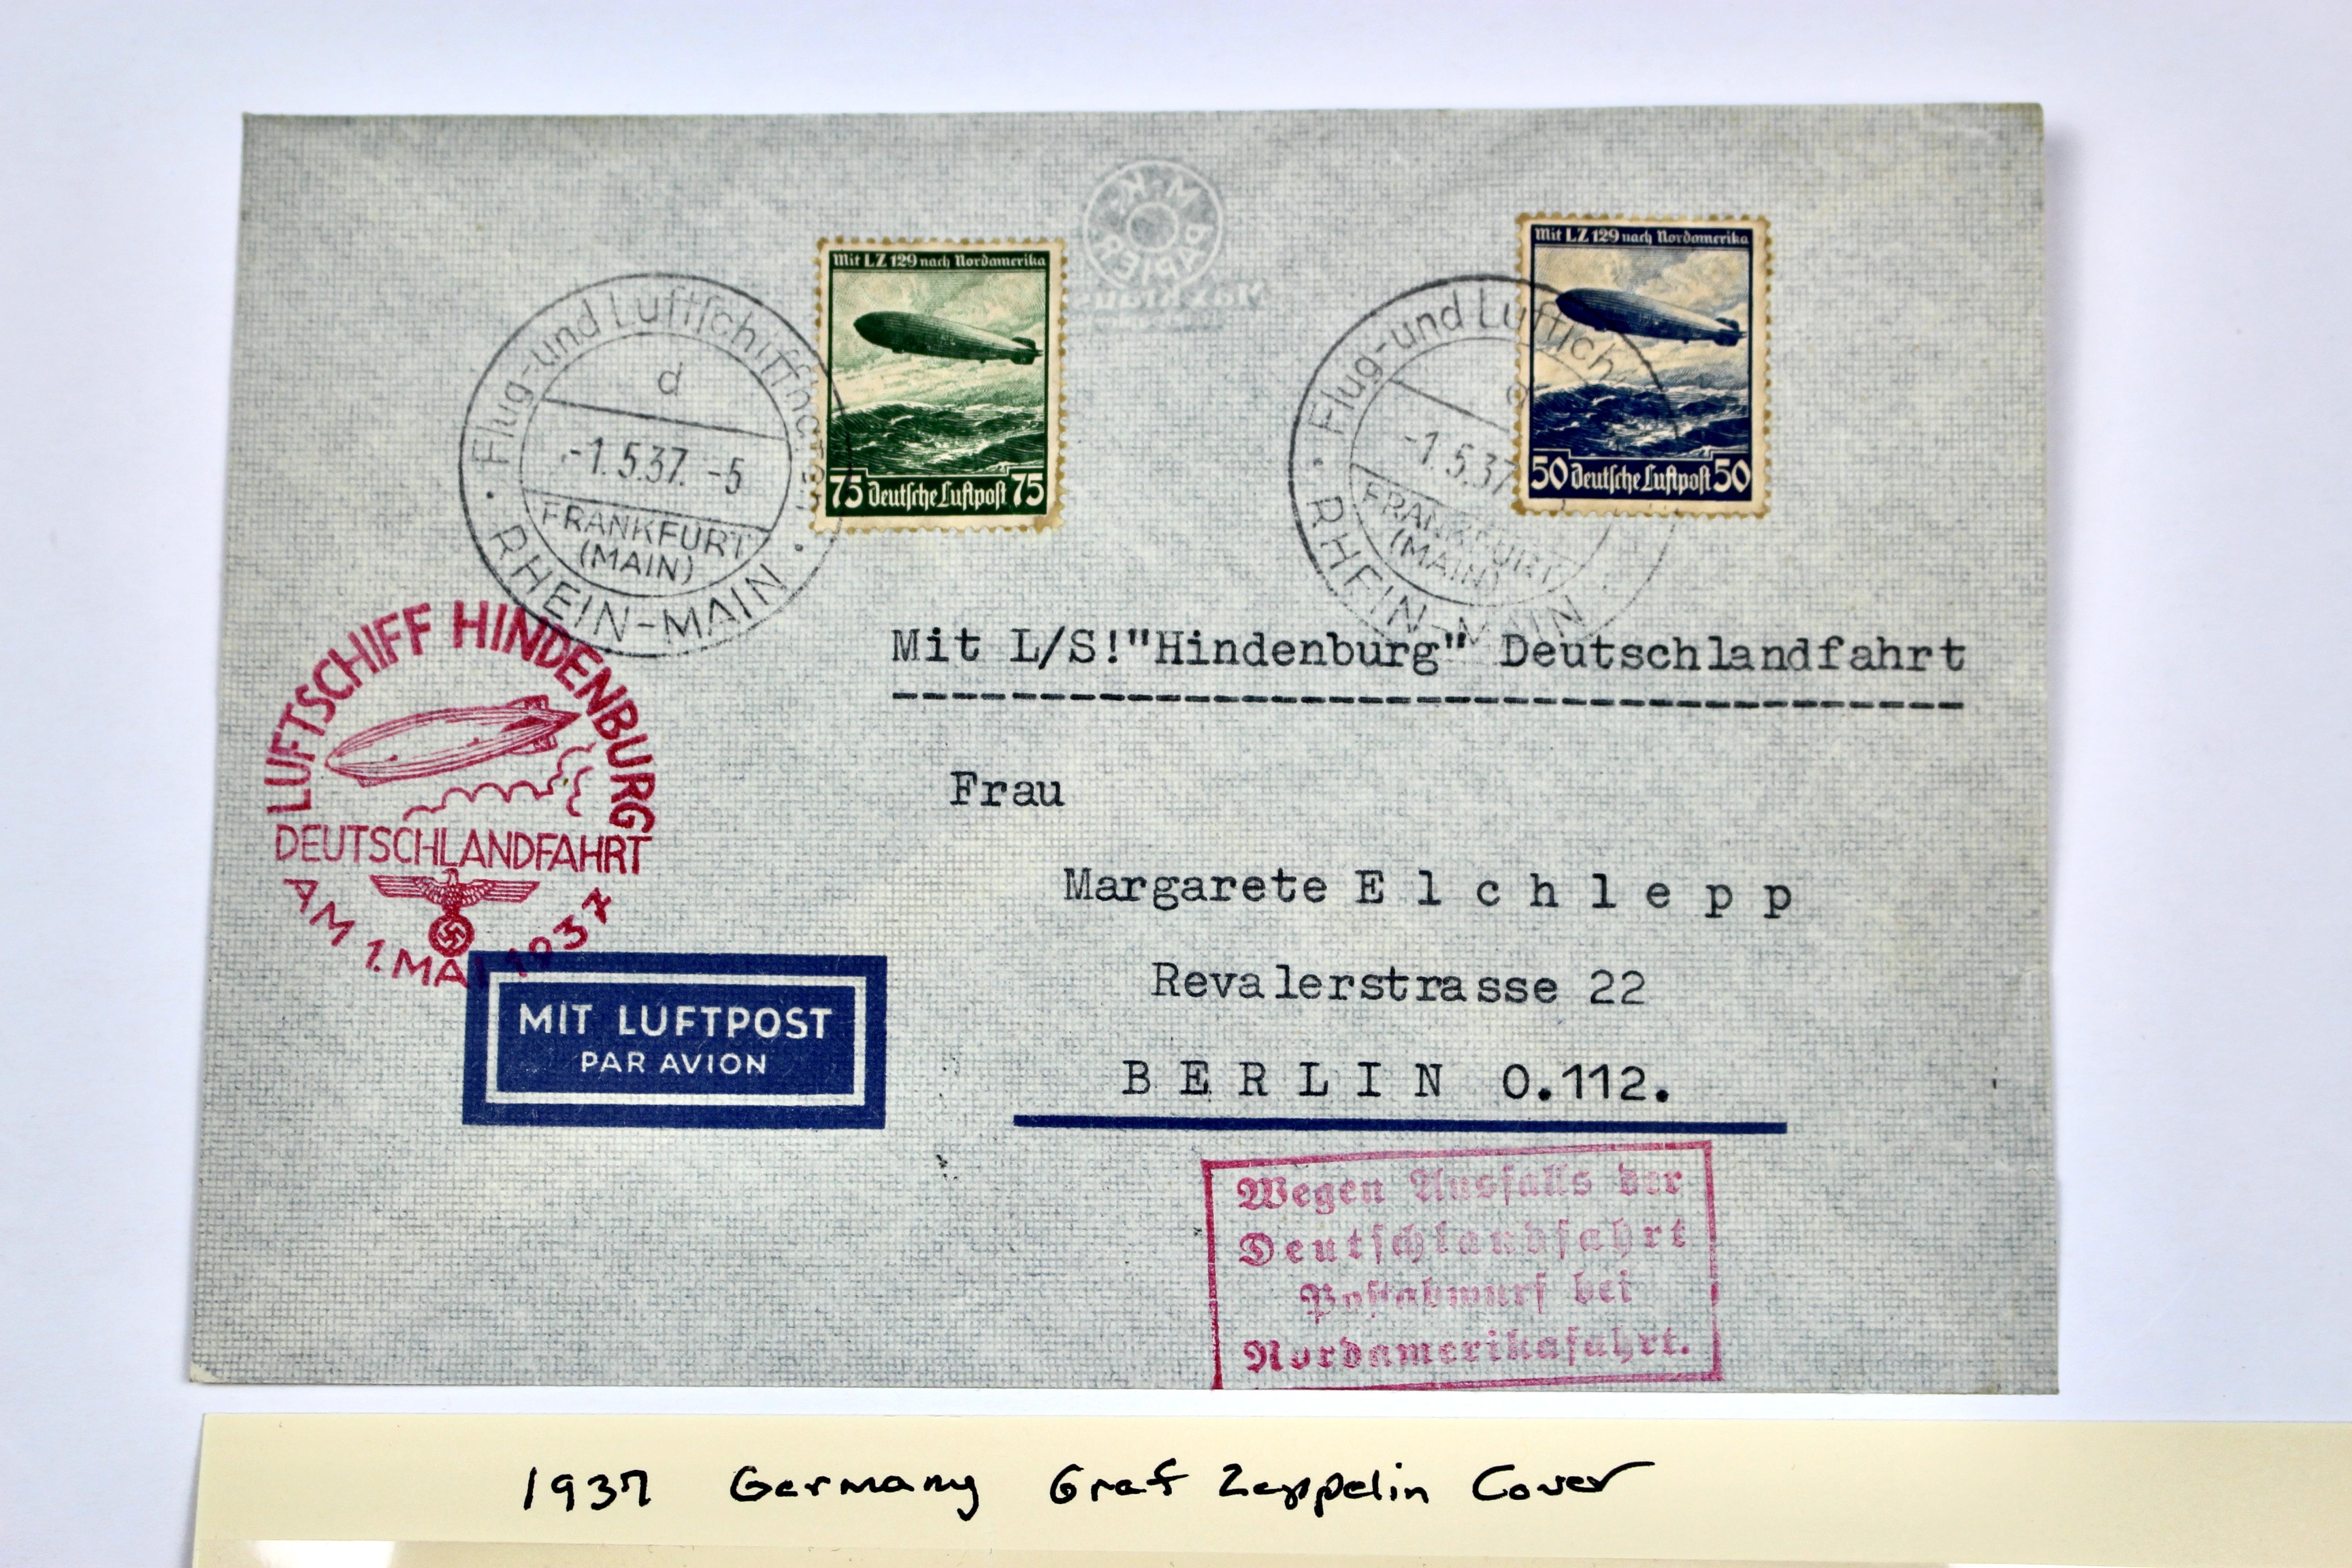 M·K· PAPIER
Mit LZ 129 nach Nordamerika
75 Deutsche Luftpost 75
Mit LZ 129 nach Nordamerika
50 Deutsche Luftpost 50
Flug-und Luftschiffhafen
d
-1.5.37.-5
FRANKFURT
(MAIN)
RHEIN-MAIN
Flug-und Luftsch
d
-1.5.37
FRANKFURT
(MAIN)
RHEIN-MAIN
Mit L/S!"Hindenburg" Deutschlandfahrt
Frau
Margarete E l c h l e p p
Revalerstrasse 22
B E R L I N O.112.
LUFTSCHIFF HINDENBURG
DEUTSCHLANDFAHRT
AM 1. MAI 1937
MIT LUFTPOST
PAR AVION
Wegen Ausfalls der
Deutschlandfahrt
Postabwurf bei
Nordamerikafahrt.
1937 Germany Graf Zeppelin Cover